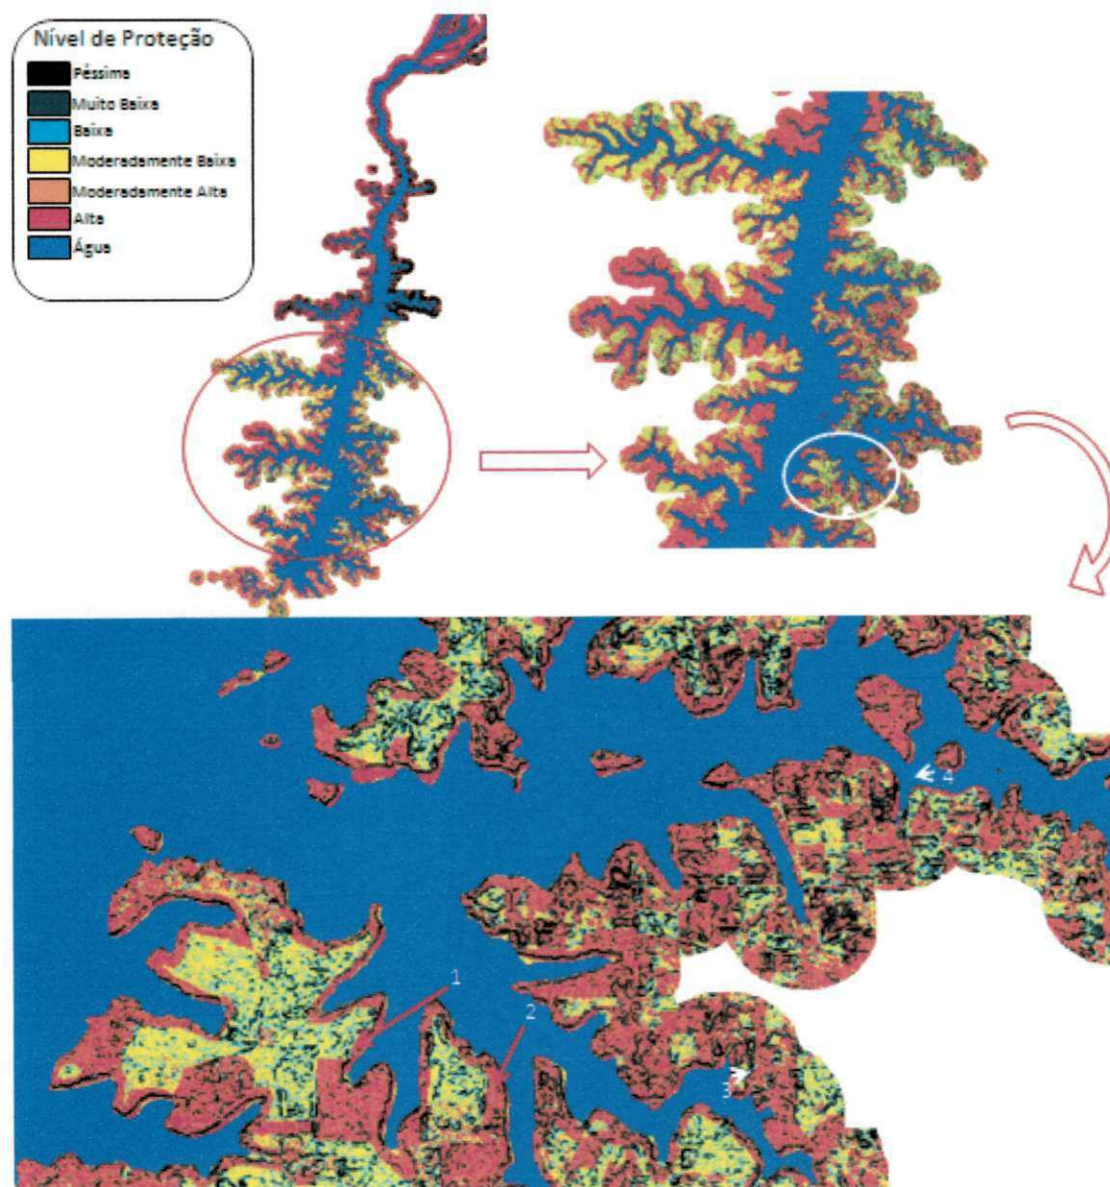 Nível de Proteção
Péssima
Muito Baixa
Baixa
Moderadamente Baixa
Moderadamente Alta
Alta
Água
4
1
2
3